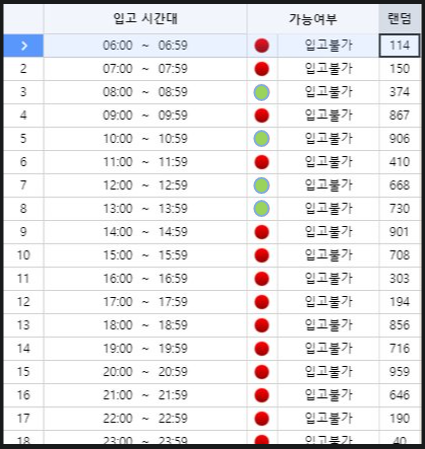 입고 시간대 가능여부 랜덤
06:00 ~ 06:59 입고불가 114
2 07:00 ~ 07:59 입고불가 150
3 08:00 ~ 08:59 입고불가 374
4 09:00 ~ 09:59 입고불가 867
5 10:00 ~ 10:59 입고불가 906
6 11:00 ~ 11:59 입고불가 410
7 12:00 ~ 12:59 입고불가 668
8 13:00 ~ 13:59 입고불가 730
9 14:00 ~ 14:59 입고불가 901
10 15:00 ~ 15:59 입고불가 708
11 16:00 ~ 16:59 입고불가 303
12 17:00 ~ 17:59 입고불가 194
13 18:00 ~ 18:59 입고불가 856
14 19:00 ~ 19:59 입고불가 716
15 20:00 ~ 20:59 입고불가 959
16 21:00 ~ 21:59 입고불가 646
17 22:00 ~ 22:59 입고불가 190
18 23:00 ~ 23:59 입고불가 40